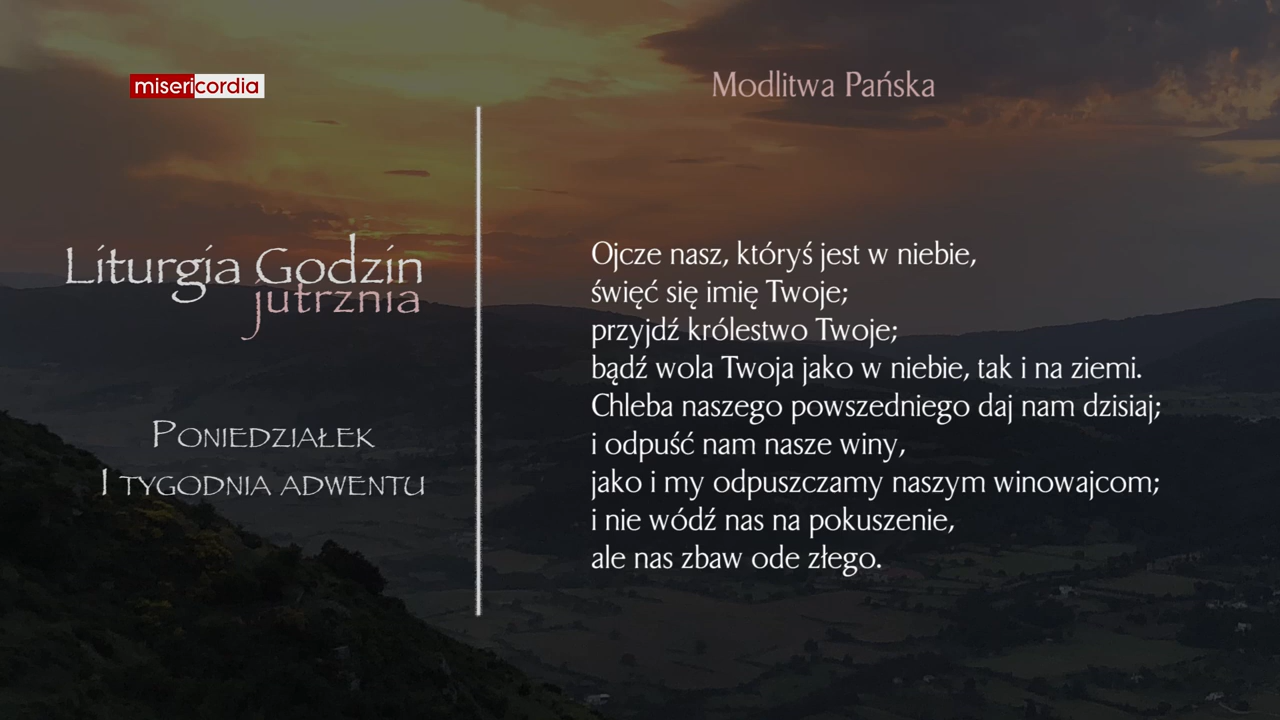 misericordia
Liturgia Godzin
jutrznia
Poniedziałek
I tygodnia adwentu
Modlitwa Pańska
Ojcze nasz, któryś jest w niebie,
święć się imię Twoje;
przyjdź królestwo Twoje;
bądź wola Twoja jako w niebie, tak i na ziemi.
Chleba naszego powszedniego daj nam dzisiaj;
i odpuść nam nasze winy,
jako i my odpuszczamy naszym winowajcom;
i nie wódź nas na pokuszenie,
ale nas zbaw ode złego.